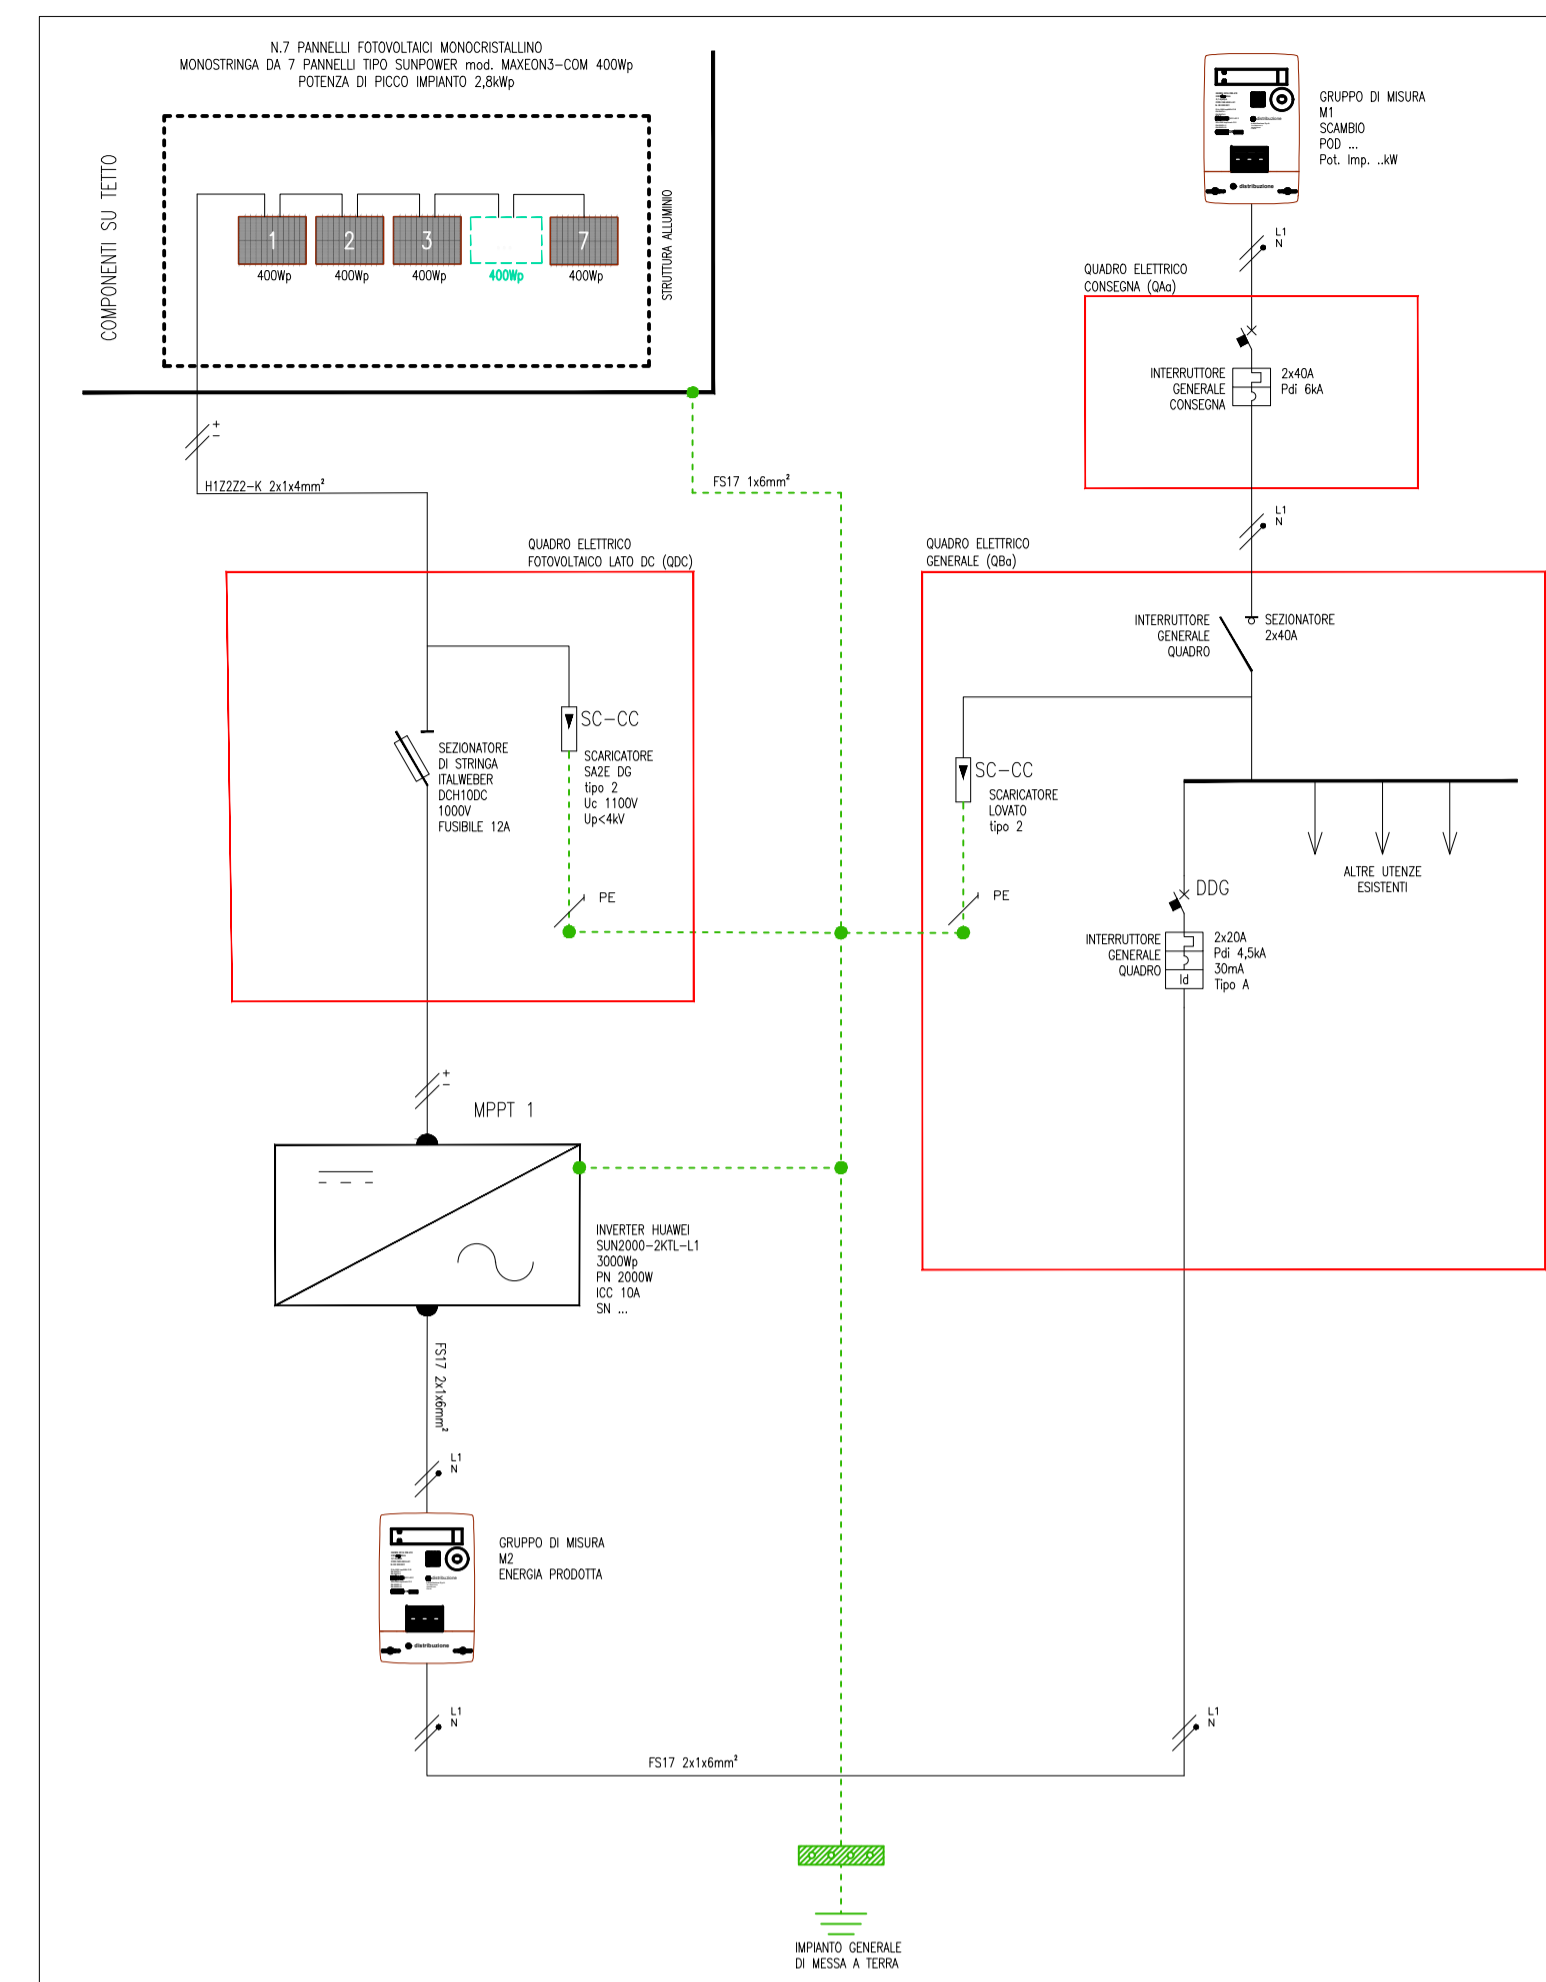 N.7 PANNELLI FOTOVOLTAICI MONOCRISTALLINO
MONOSTRINGA DA 7 PANNELLI TIPO SUNPOWER mod. MAXEON3-COM 400Wp
POTENZA DI PICCO IMPIANTO 2,8kWp
COMPONENTI SU TETTO
1
2
3
7
400Wp
400Wp
400Wp
400Wp
400Wp
STRUTTURA ALLUMINIO
+
-
H1Z2Z2-K 2x1x4mm²
FS17 1x6mm²
QUADRO ELETTRICO
FOTOVOLTAICO LATO DC (QDC)
SEZIONATORE
DI STRINGA
ITALWEBER
DCH10DC
1000V
FUSIBILE 12A
SC-CC
SCARICATORE
SA2E DG
tipo 2
Uc 1100V
Up<4kV
PE
+
-
MPPT 1
INVERTER HUAWEI
SUN2000-2KTL-L1
3000Wp
PN 2000W
ICC 10A
SN ...
FS17 2x1x6mm²
L1
N
distribuzione
distribuzione
GRUPPO DI MISURA
M2
ENERGIA PRODOTTA
L1
N
FS17 2x1x6mm²
L1
N
IMPIANTO GENERALE
DI MESSA A TERRA
distribuzione
distribuzione
GRUPPO DI MISURA
M1
SCAMBIO
POD ...
Pot. Imp. ..kW
L1
N
QUADRO ELETTRICO
CONSEGNA (QAa)
INTERRUTTORE
GENERALE
CONSEGNA
2x40A
Pdi 6kA
L1
N
QUADRO ELETTRICO
GENERALE (QBa)
INTERRUTTORE
GENERALE
QUADRO
SEZIONATORE
2x40A
SC-CC
SCARICATORE
LOVATO
tipo 2
PE
ALTRE UTENZE
ESISTENTI
DDG
INTERRUTTORE
GENERALE
QUADRO
Id
2x20A
Pdi 4,5kA
30mA
Tipo A